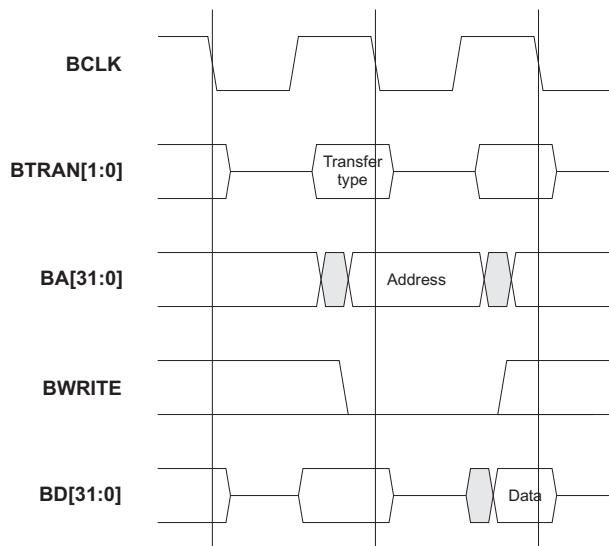 BCLK
BTRAN[1:0]
Transfer
type
BA[31:0]
Address
BWRITE
BD[31:0]
Data